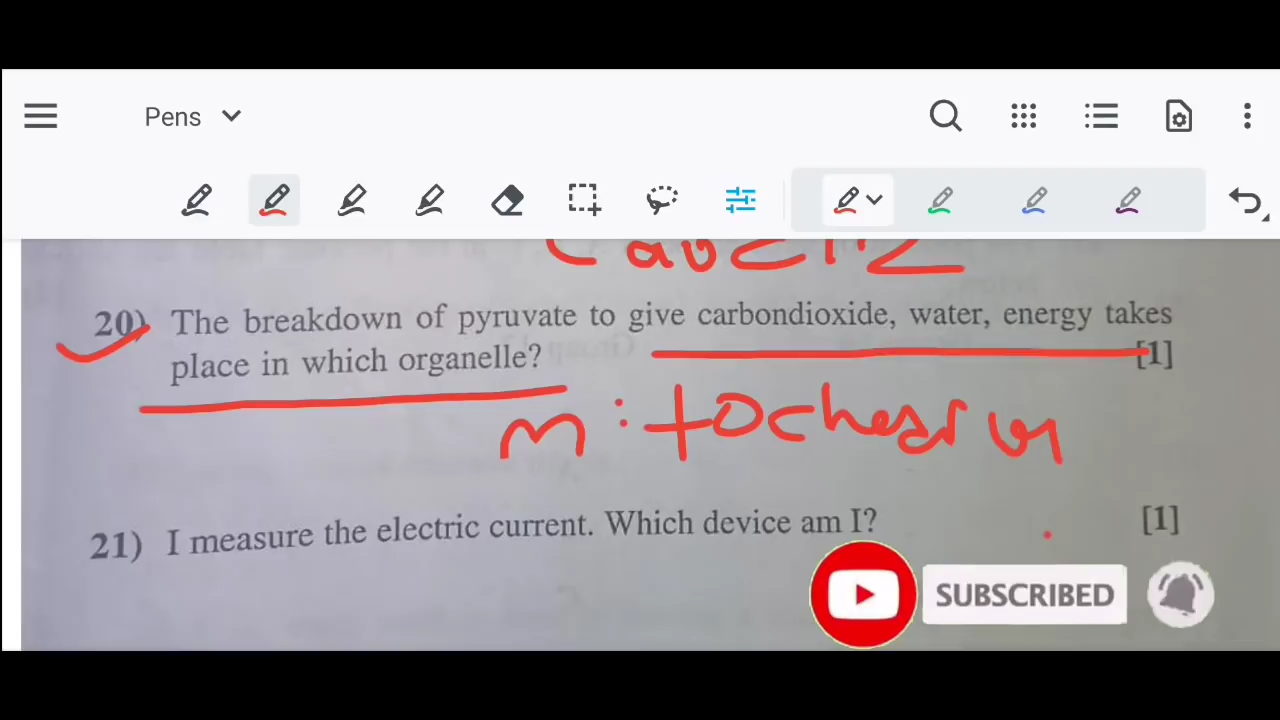 Pens
20) The breakdown of pyruvate to give carbondioxide, water, energy takes
place in which organelle? [1]
21) I measure the electric current. Which device am I? [1]
SUBSCRIBED